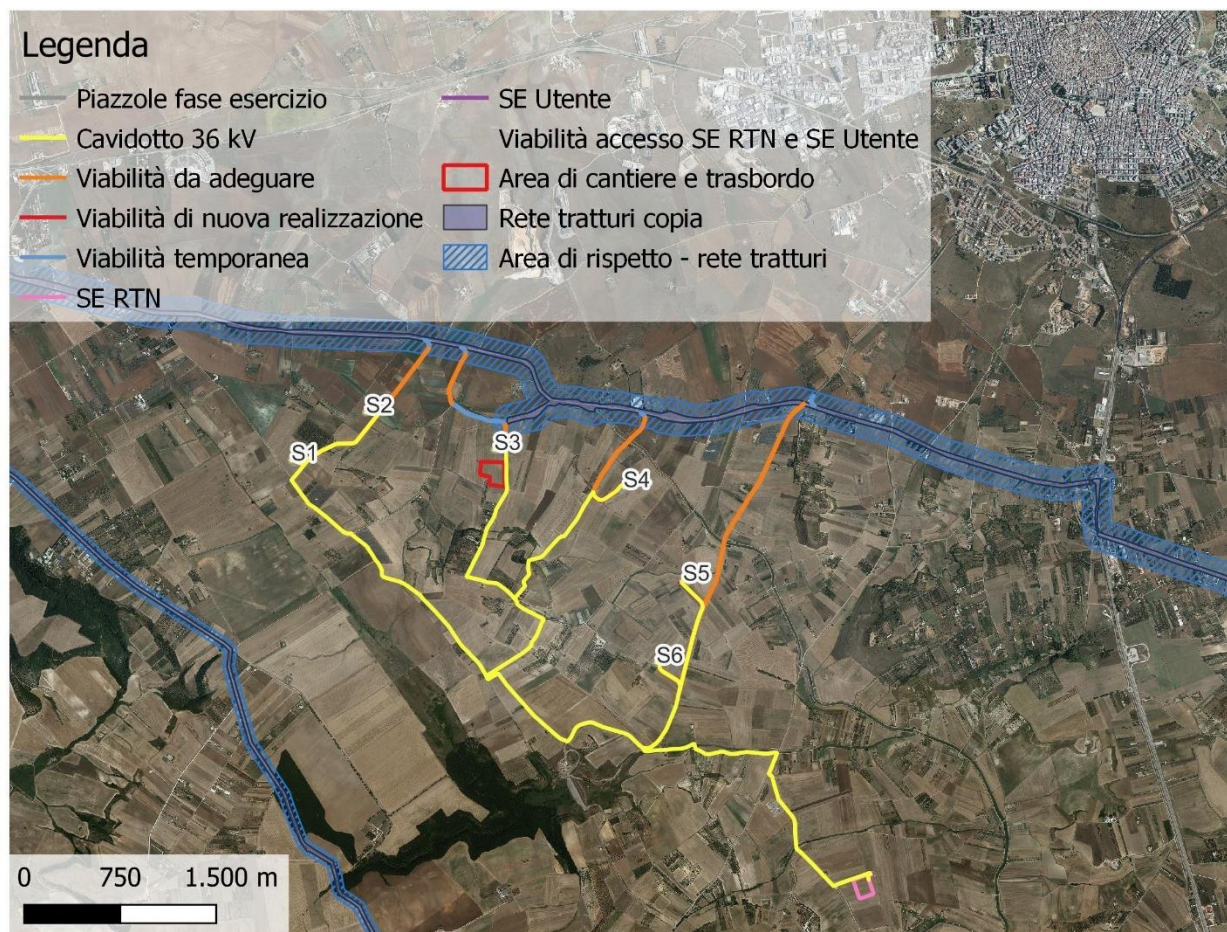 Legenda
Piazzole fase esercizio
Cavidotto 36 kV
Viabilità da adeguare
Viabilità di nuova realizzazione
Viabilità temporanea
SE RTN
SE Utente
Viabilità accesso SE RTN e SE Utente
Area di cantiere e trasbordo
Rete tratturi copia
Area di rispetto - rete tratturi
S2
S1
S3
S4
S5
S6
0 750 1.500 m